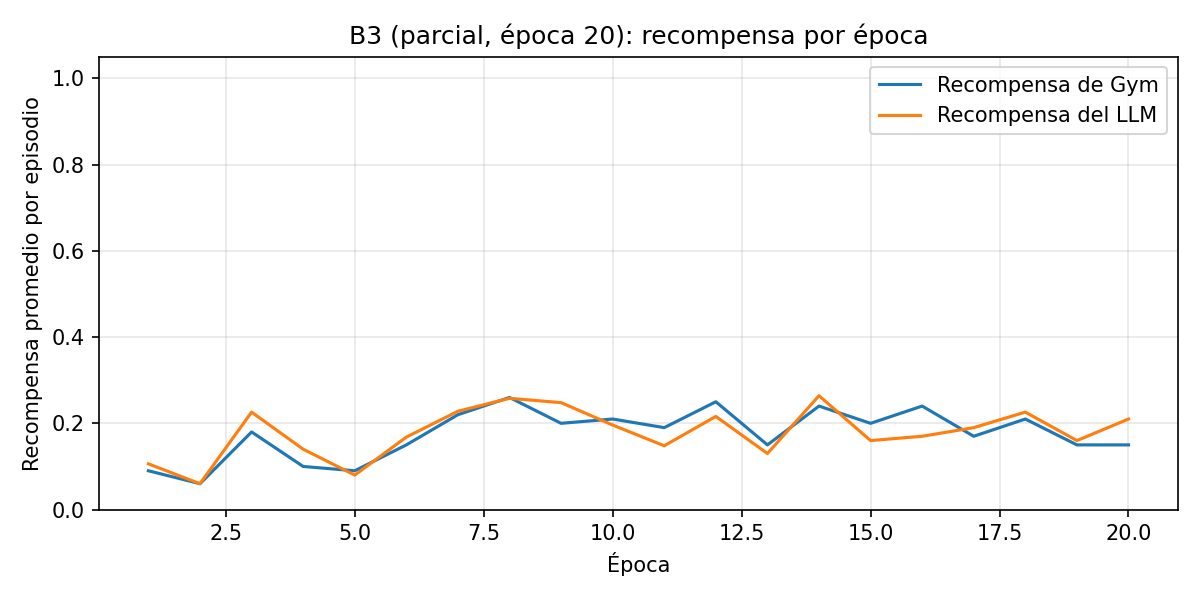 B3 (parcial, época 20): recompensa por época
Recompensa promedio por episodio
1.0
0.8
0.6
0.4
0.2
0.0
Recompensa de Gym
Recompensa del LLM
2.5 5.0 7.5 10.0 12.5 15.0 17.5 20.0
Época